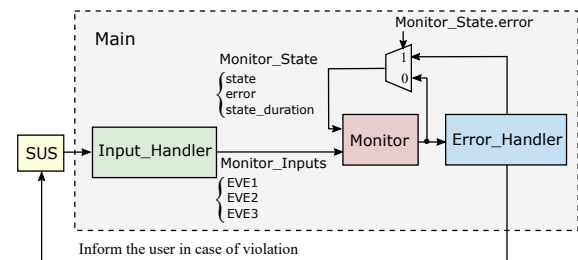 Monitor_State.error
Main
1
0
Monitor_State
state
error
state_duration
SUS
Input_Handler
Monitor
Error_Handler
Monitor_Inputs
EVE1
EVE2
EVE3
Inform the user in case of violation